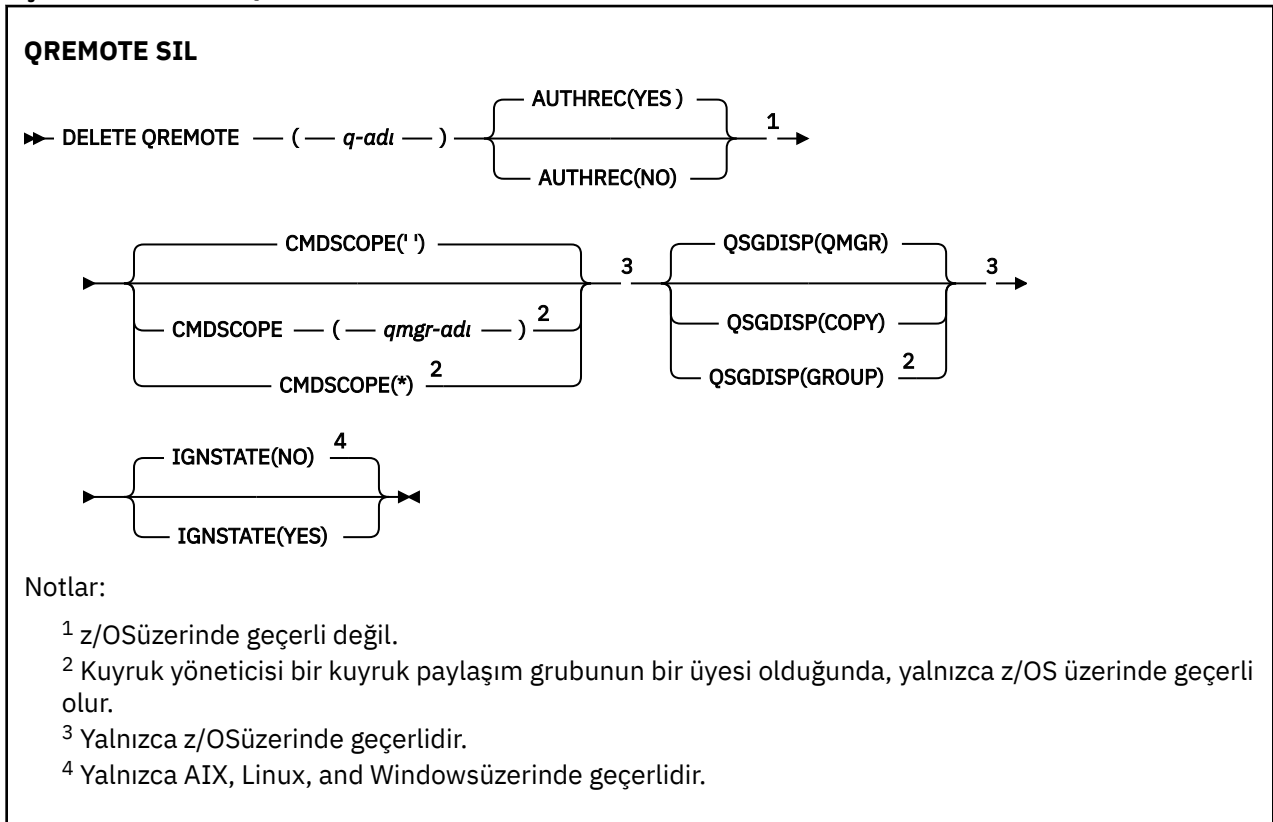 QREMOTE SIL
AUTHREC(YES )
DELETE QREMOTE ( q-adı ) 1
AUTHREC(NO)
CMDSCOPE(' ') QSGDISP(QMGR)
3 3
CMDSCOPE ( qmgr-adı ) 2 QSGDISP(COPY)
CMDSCOPE(*) 2 QSGDISP(GROUP) 2
IGNSTATE(NO) 4
IGNSTATE(YES)
Notlar:
1 z/OSüzerinde geçerli değil.
2 Kuyruk yöneticisi bir kuyruk paylaşım grubunun bir üyesi olduğunda, yalnızca z/OS üzerinde geçerli
olur.
3 Yalnızca z/OSüzerinde geçerlidir.
4 Yalnızca AIX, Linux, and Windowsüzerinde geçerlidir.